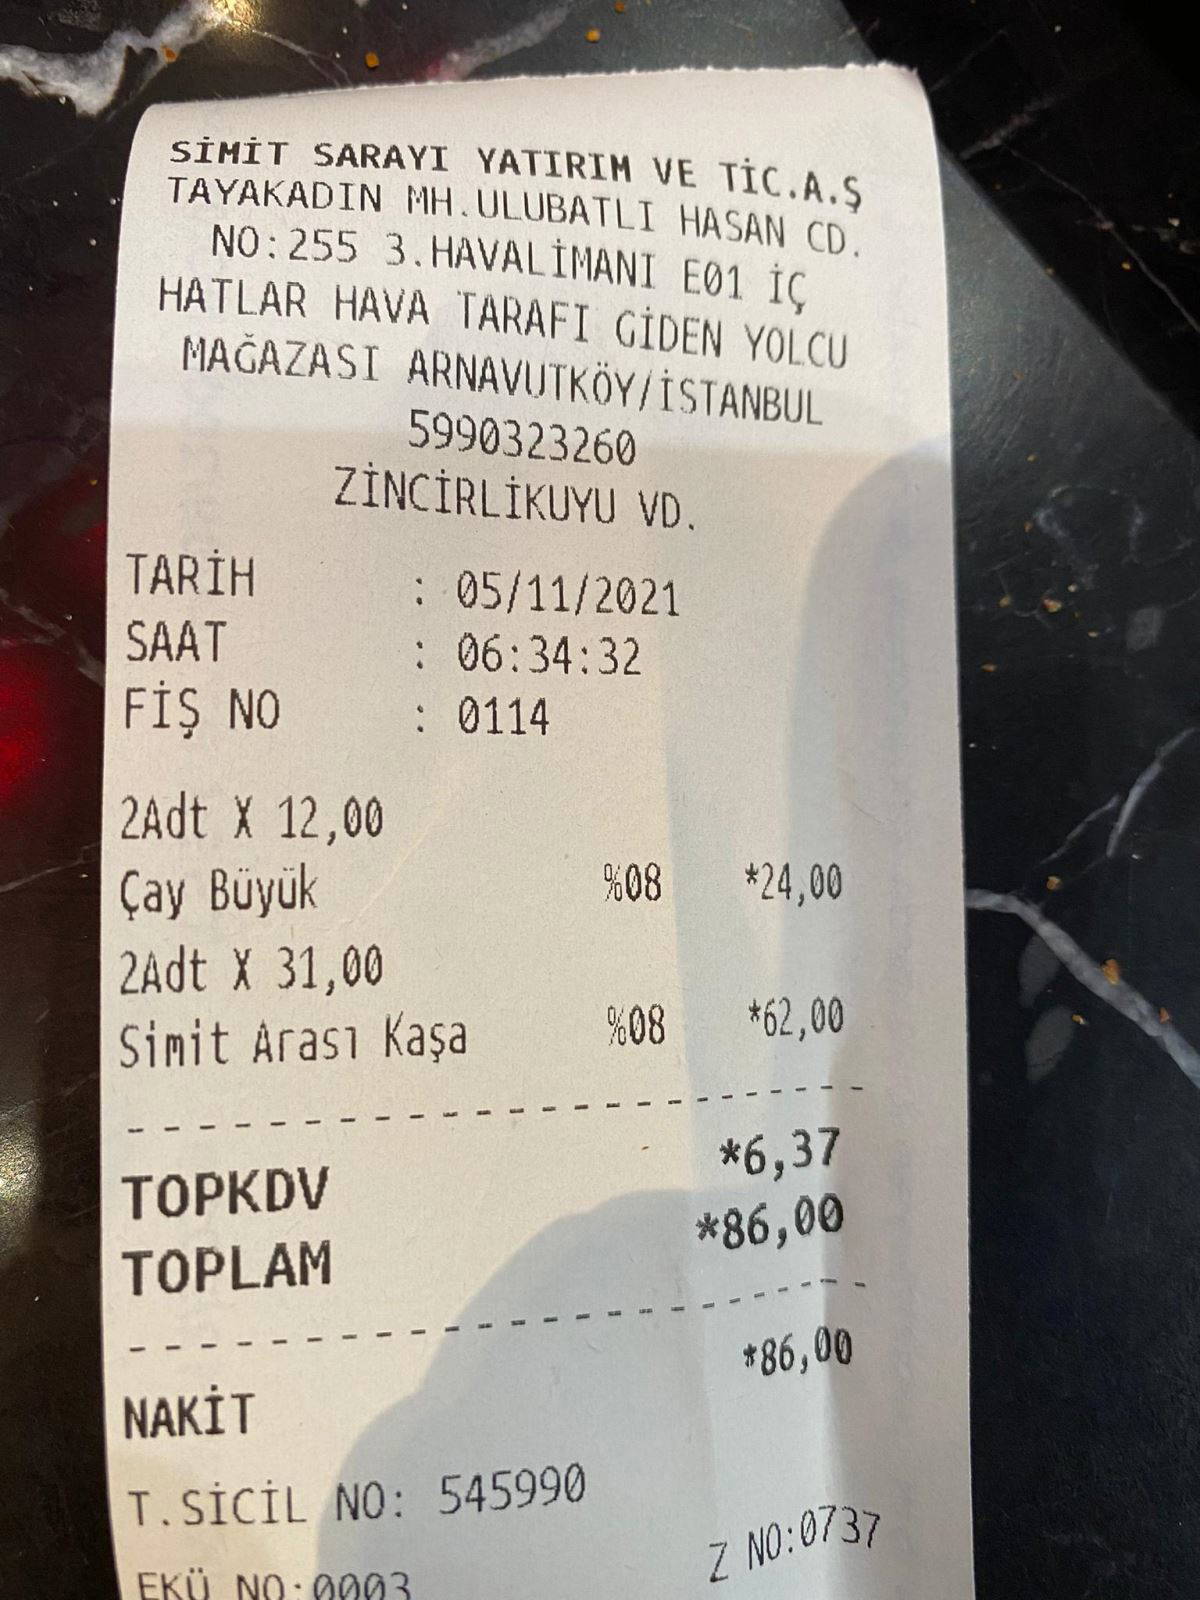 SİMİT SARAYI YATIRIM VE TİC.A.Ş
TAYAKADIN MH.ULUBATLI HASAN CD.
NO:255 3.HAVALİMANI E01 İÇ
HATLAR HAVA TARAFI GİDEN YOLCU
MAĞAZASI ARNAVUTKÖY/İSTANBUL
5990323260
ZİNCİRLİKUYU VD.
TARİH : 05/11/2021
SAAT : 06:34:32
FİŞ NO : 0114
2Adt X 12,00
Çay Büyük %08 *24,00
2Adt X 31,00
Simit Arası Kaşa %08 *62,00
TOPKDV *6,37
TOPLAM *86,00
NAKİT *86,00
T.SİCİL NO: 545990
EKÜ NO:0003 Z NO:0737